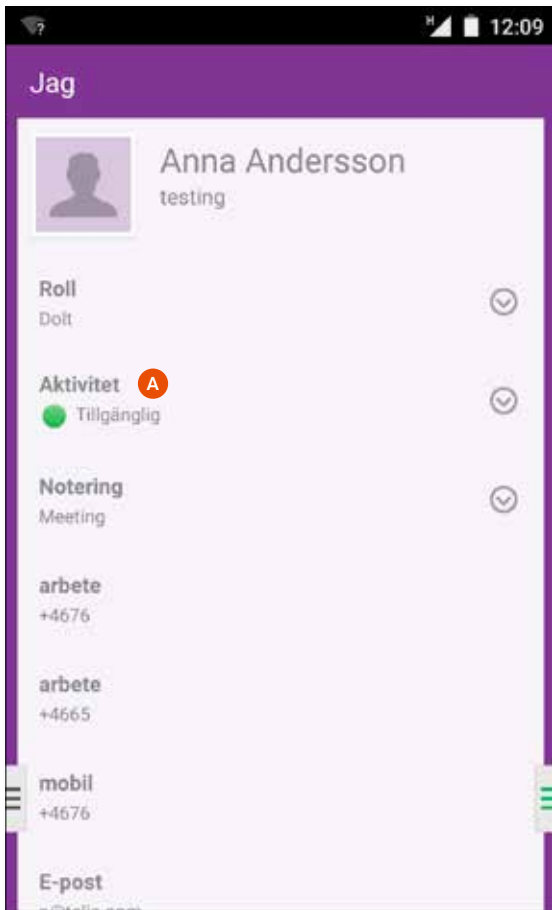 H 12:09
Jag
Anna Andersson
testing
Roll
Dolt
Aktivitet A
Tillgänglig
Notering
Meeting
arbete
+4676
arbete
+4665
mobil
+4676
E-post